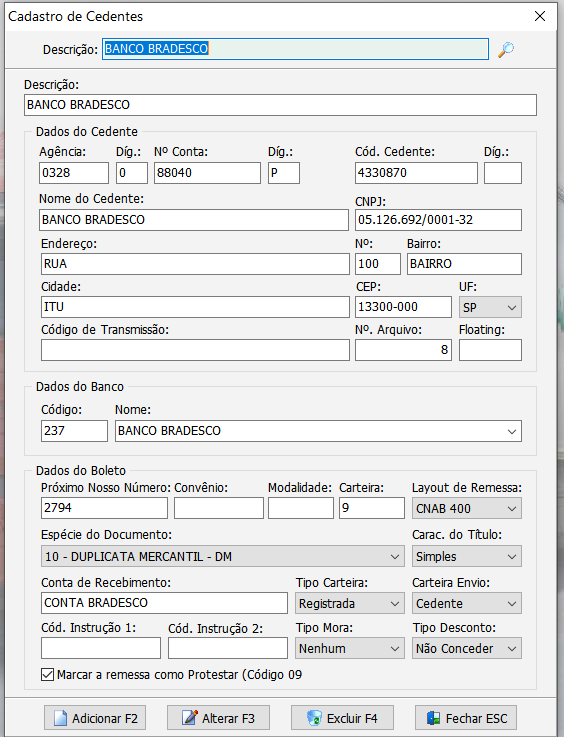 Cadastro de Cedentes
Descrição: BANCO BRADESCO
Descrição:
BANCO BRADESCO
Dados do Cedente
Agência: Díg.: Nº Conta: Díg.: Cód. Cedente: Díg.:
0328 0 88040 P 4330870
Nome do Cedente: CNPJ:
BANCO BRADESCO 05.126.692/0001-32
Endereço: Nº: Bairro:
RUA 100 BAIRRO
Cidade: CEP: UF:
ITU 13300-000 SP
Código de Transmissão: Nº. Arquivo: Floating:
8
Dados do Banco
Código: Nome:
237 BANCO BRADESCO
Dados do Boleto
Próximo Nosso Número: Convênio: Modalidade: Carteira: Layout de Remessa:
2794 9 CNAB 400
Espécie do Documento: Carac. do Título:
10 - DUPLICATA MERCANTIL - DM Simples
Conta de Recebimento: Tipo Carteira: Carteira Envio:
CONTA BRADESCO Registrada Cedente
Cód. Instrução 1: Cód. Instrução 2: Tipo Mora: Tipo Desconto:
Nenhum Não Conceder
Marcar a remessa como Protestar (Código 09
Adicionar F2 Alterar F3 Excluir F4 Fechar ESC